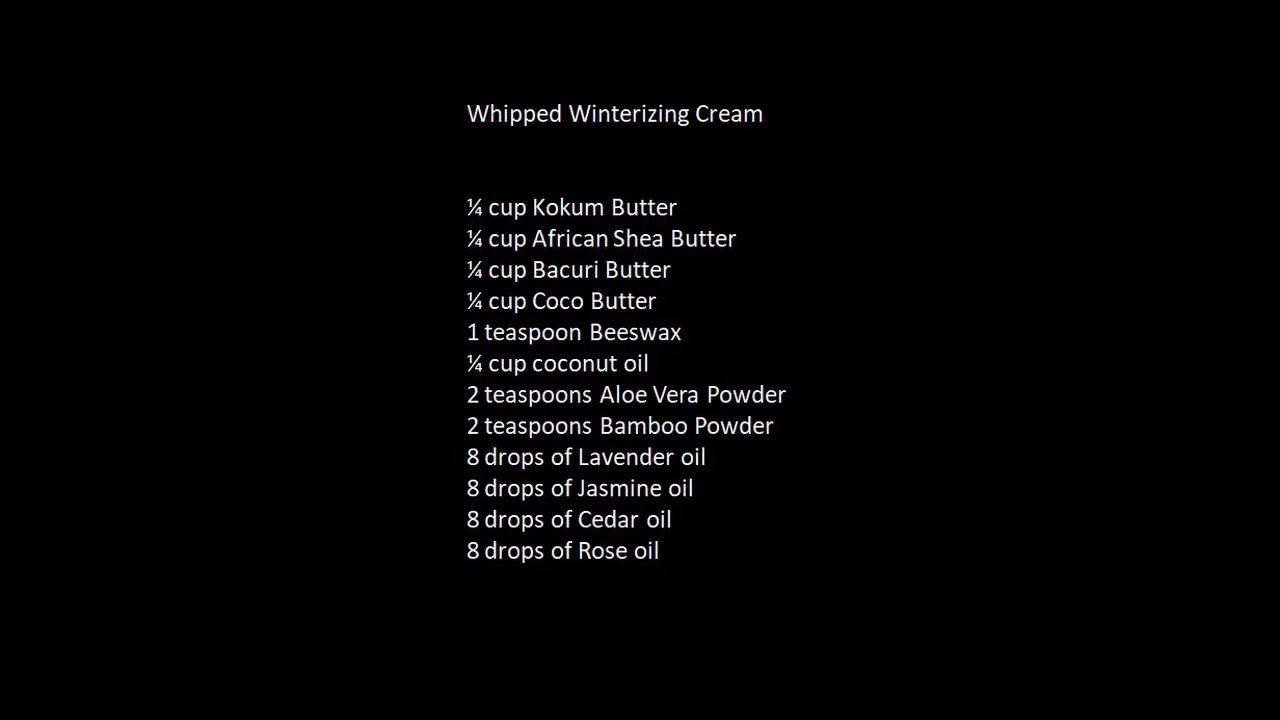 Whipped Winterizing Cream
¼ cup Kokum Butter
¼ cup African Shea Butter
¼ cup Bacuri Butter
¼ cup Coco Butter
1 teaspoon Beeswax
¼ cup coconut oil
2 teaspoons Aloe Vera Powder
2 teaspoons Bamboo Powder
8 drops of Lavender oil
8 drops of Jasmine oil
8 drops of Cedar oil
8 drops of Rose oil